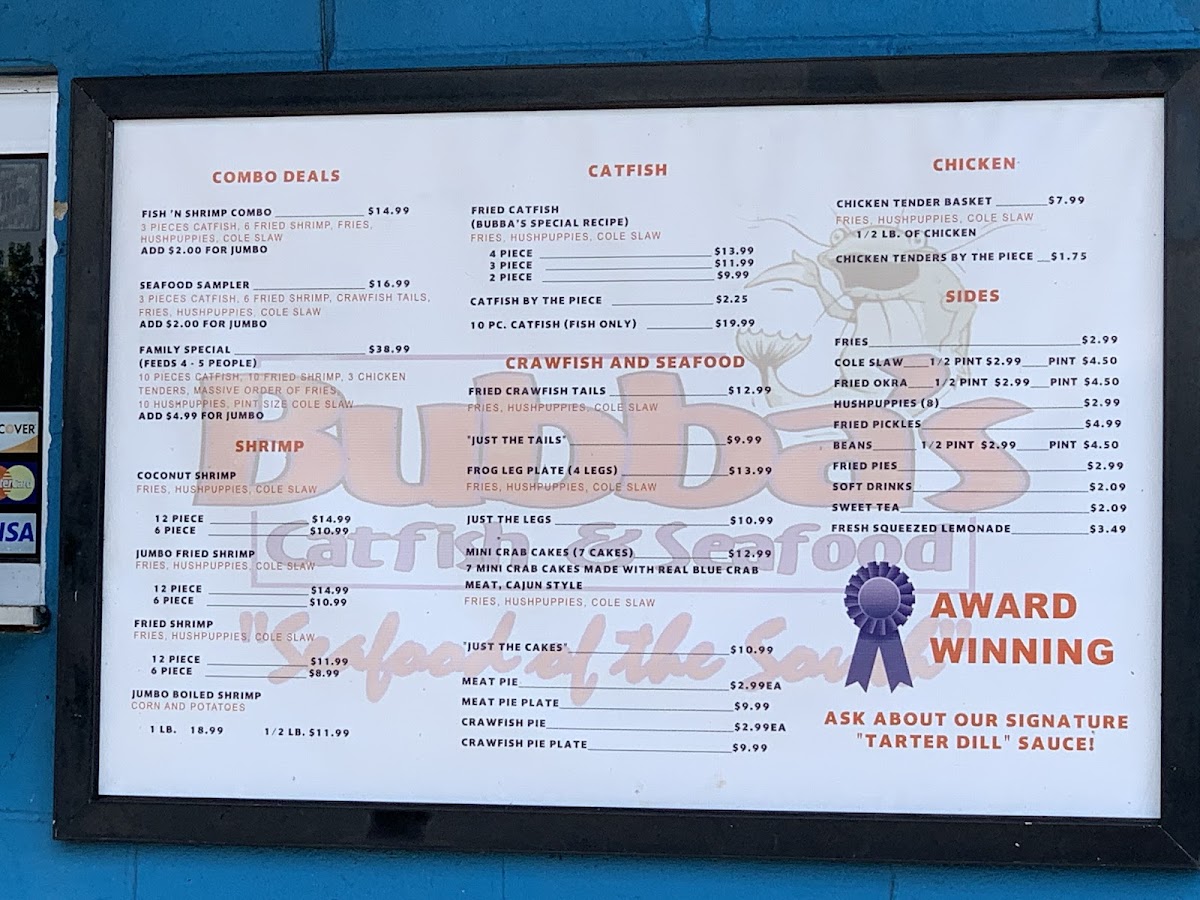 COMBO DEALS
FISH 'N SHRIMP COMBO $14.99
3 PIECES CATFISH, 6 FRIED SHRIMP, FRIES,
HUSHPUPPIES, COLE SLAW
ADD $2.00 FOR JUMBO
SEAFOOD SAMPLER $16.99
3 PIECES CATFISH, 6 FRIED SHRIMP, CRAWFISH TAILS,
FRIES, HUSHPUPPIES, COLE SLAW
ADD $2.00 FOR JUMBO
FAMILY SPECIAL $38.99
(FEEDS 4 - 5 PEOPLE)
10 PIECES CATFISH, 10 FRIED SHRIMP, 3 CHICKEN
TENDERS, MASSIVE ORDER OF FRIES,
10 HUSHPUPPIES, PINT SIZE COLE SLAW
ADD $4.99 FOR JUMBO
SHRIMP
COCONUT SHRIMP
FRIES, HUSHPUPPIES, COLE SLAW
12 PIECE $14.99
6 PIECE $10.99
JUMBO FRIED SHRIMP
FRIES, HUSHPUPPIES, COLE SLAW
12 PIECE $14.99
6 PIECE $10.99
FRIED SHRIMP
FRIES, HUSHPUPPIES, COLE SLAW
12 PIECE $11.99
6 PIECE $8.99
JUMBO BOILED SHRIMP
CORN AND POTATOES
1 LB. 18.99 1/2 LB. $11.99
CATFISH
FRIED CATFISH
(BUBBA'S SPECIAL RECIPE)
FRIES, HUSHPUPPIES, COLE SLAW
4 PIECE $13.99
3 PIECE $11.99
2 PIECE $9.99
CATFISH BY THE PIECE $2.25
10 PC. CATFISH (FISH ONLY) $19.99
CRAWFISH AND SEAFOOD
FRIED CRAWFISH TAILS $12.99
FRIES, HUSHPUPPIES, COLE SLAW
"JUST THE TAILS" $9.99
FROG LEG PLATE (4 LEGS) $13.99
FRIES, HUSHPUPPIES, COLE SLAW
JUST THE LEGS $10.99
MINI CRAB CAKES (7 CAKES) $12.99
7 MINI CRAB CAKES MADE WITH REAL BLUE CRAB
MEAT, CAJUN STYLE
FRIES, HUSHPUPPIES, COLE SLAW
"JUST THE CAKES" $10.99
MEAT PIE $2.99EA
MEAT PIE PLATE $9.99
CRAWFISH PIE $2.99EA
CRAWFISH PIE PLATE $9.99
CHICKEN
CHICKEN TENDER BASKET $7.99
FRIES, HUSHPUPPIES, COLE SLAW
1/2 LB. OF CHICKEN
CHICKEN TENDERS BY THE PIECE $1.75
SIDES
FRIES $2.99
COLE SLAW 1/2 PINT $2.99 PINT $4.50
FRIED OKRA 1/2 PINT $2.99 PINT $4.50
HUSHPUPPIES (8) $2.99
FRIED PICKLES $4.99
BEANS 1/2 PINT $2.99 PINT $4.50
FRIED PIES $2.99
SOFT DRINKS $2.09
SWEET TEA $2.09
FRESH SQUEEZED LEMONADE $3.49
AWARD
WINNING
ASK ABOUT OUR SIGNATURE
"TARTER DILL" SAUCE!
Bubba's
Catfish & Seafood
"Seafood of the South"
COVER
terCard
ISA